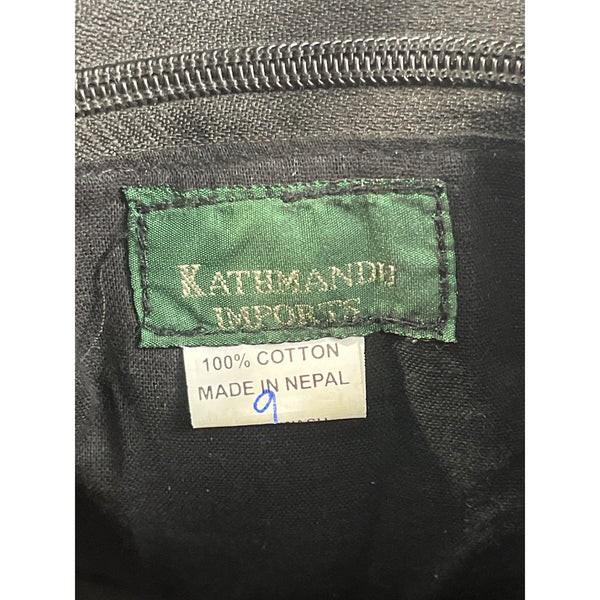 KATHMANDU
IMPORTS
100% COTTON
MADE IN NEPAL
9